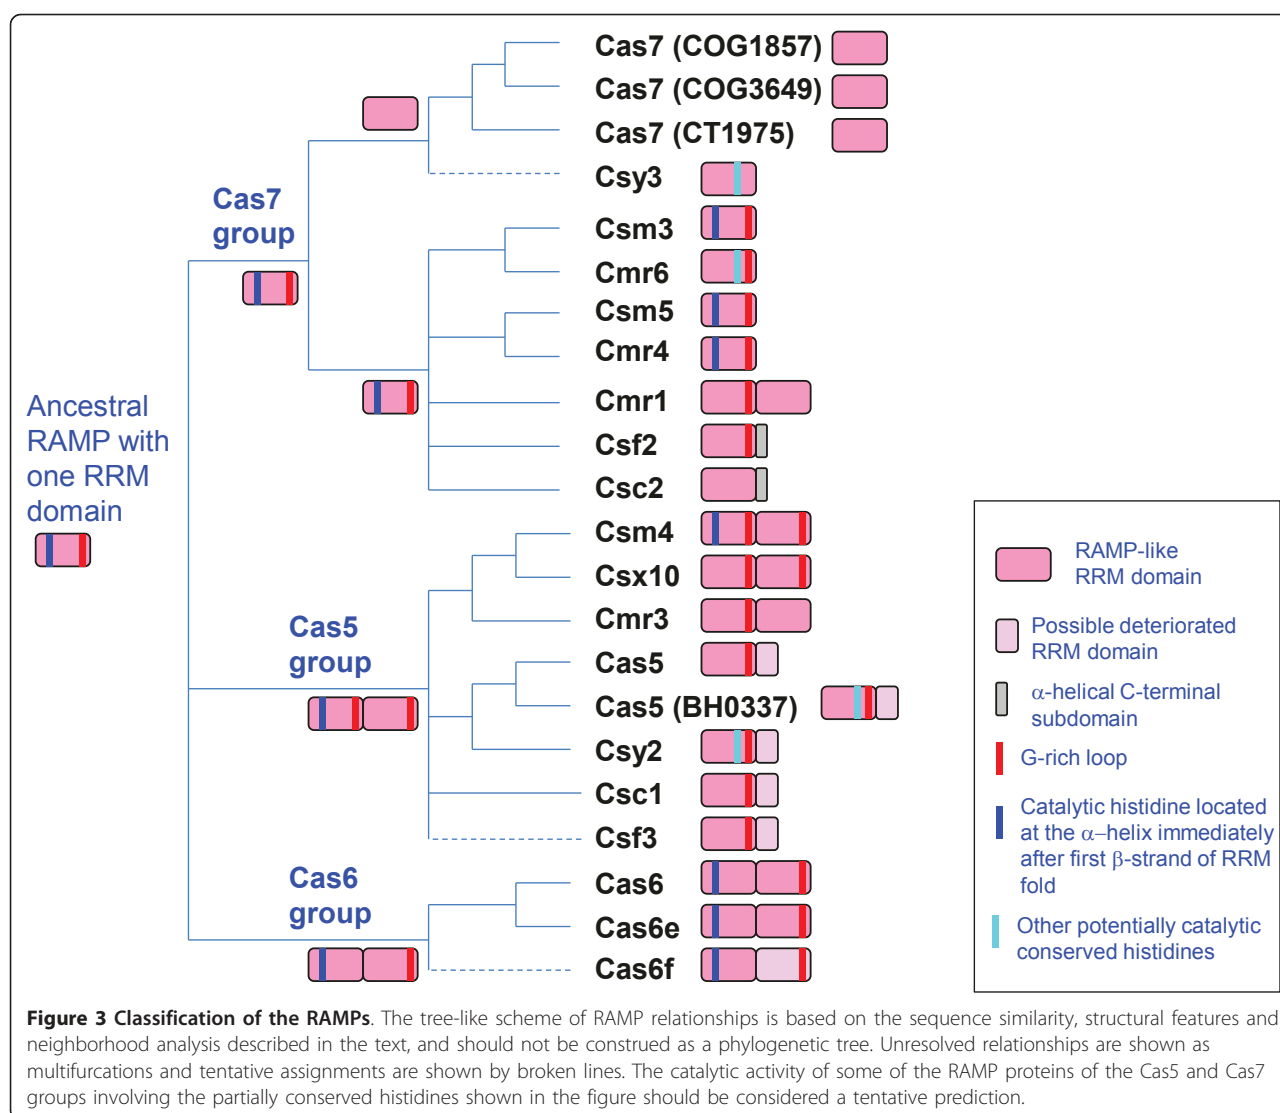 Cas7 (COG1857)
Cas7 (COG3649)
Cas7 (CT1975)
Csy3
Cas7
group
Csm3
Cmr6
Csm5
Cmr4
Cmr1
Csf2
Csc2
Ancestral
RAMP with
one RRM
domain
Csm4
Csx10
Cmr3
Cas5
group
Cas5
Cas5 (BH0337)
Csy2
Csc1
Csf3
Cas6
group
Cas6
Cas6e
Cas6f
RAMP-like
RRM domain
Possible deteriorated
RRM domain
α-helical C-terminal
subdomain
G-rich loop
Catalytic histidine located
at the α–helix immediately
after first β-strand of RRM
fold
Other potentially catalytic
conserved histidines
Figure 3 Classification of the RAMPs. The tree-like scheme of RAMP relationships is based on the sequence similarity, structural features and
neighborhood analysis described in the text, and should not be construed as a phylogenetic tree. Unresolved relationships are shown as
multifurcations and tentative assignments are shown by broken lines. The catalytic activity of some of the RAMP proteins of the Cas5 and Cas7
groups involving the partially conserved histidines shown in the figure should be considered a tentative prediction.